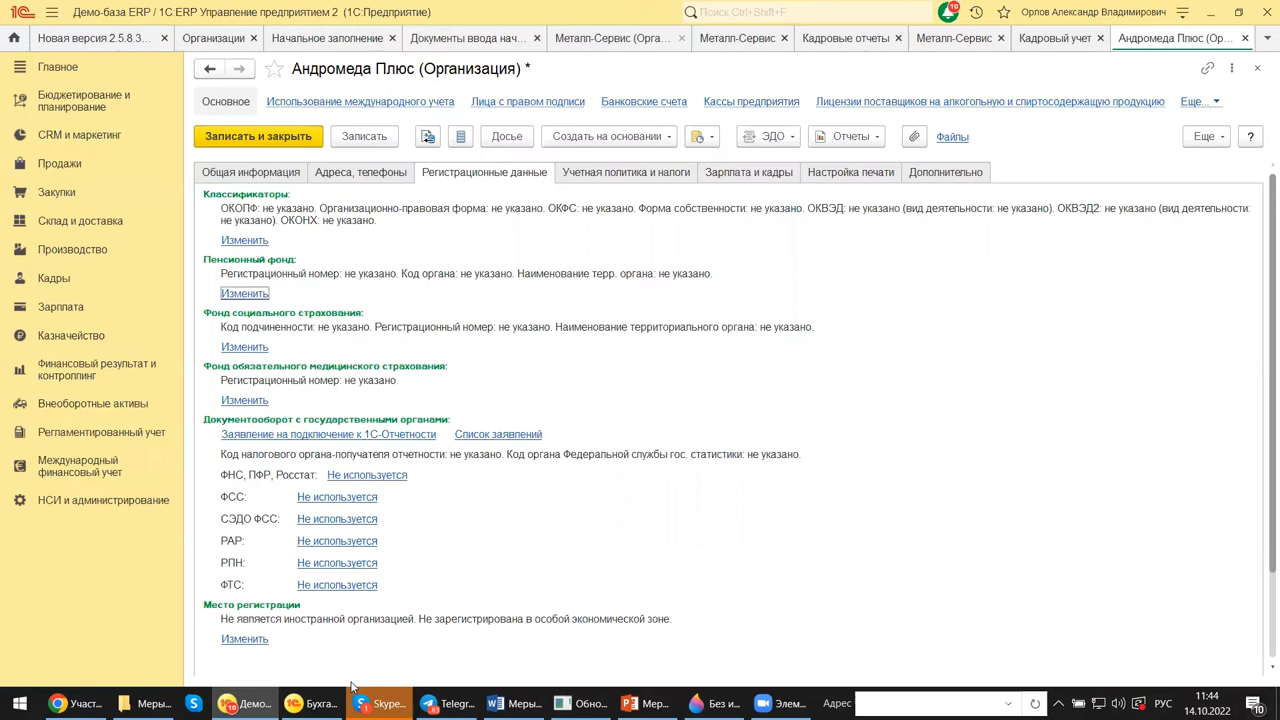 Демо-база ERP / 1С:ERP Управление предприятием 2 (1С:Предприятие)
Поиск Ctrl+Shift+F
10
Орлов Александр Владимирович
Новая версия 2.5.8.3...
Организации
Начальное заполнение
Документы ввода нач...
Металл-Сервис (Орга...
Металл-Сервис
Кадровые отчеты
Металл-Сервис
Кадровый учет
Андромеда Плюс (Ор...
Главное
Бюджетирование и
планирование
CRM и маркетинг
Продажи
Закупки
Склад и доставка
Производство
Кадры
Зарплата
Казначейство
Финансовый результат и
контроллинг
Внеоборотные активы
Регламентированный учет
Международный
финансовый учет
НСИ и администрирование
Андромеда Плюс (Организация) *
Основное
Использование международного учета
Лица с правом подписи
Банковские счета
Кассы предприятия
Лицензии поставщиков на алкогольную и спиртосодержащую продукцию
Еще...
Записать и закрыть
Записать
Досье
Создать на основании
ЭДО
Отчеты
Файлы
Еще
?
Общая информация
Адреса, телефоны
Регистрационные данные
Учетная политика и налоги
Зарплата и кадры
Настройка печати
Дополнительно
Классификаторы:
ОКОПФ: не указано. Организационно-правовая форма: не указано. ОКФС: не указано. Форма собственности: не указано. ОКВЭД: не указано (вид деятельности: не указано). ОКВЭД2: не указано (вид деятельности:
не указано). ОКОНХ: не указано.
Изменить
Пенсионный фонд:
Регистрационный номер: не указано. Код органа: не указано. Наименование терр. органа: не указано.
Изменить
Фонд социального страхования:
Код подчиненности: не указано. Регистрационный номер: не указано. Наименование территориального органа: не указано.
Изменить
Фонд обязательного медицинского страхования:
Регистрационный номер: не указано.
Изменить
Документооборот с государственными органами:
Заявление на подключение к 1С-Отчетности
Список заявлений
Код налогового органа-получателя отчетности: не указано. Код органа Федеральной службы гос. статистики: не указано.
ФНС, ПФР, Росстат: Не используется
ФСС: Не используется
СЭДО ФСС: Не используется
РАР: Не используется
РПН: Не используется
ФТС: Не используется
Место регистрации
Не является иностранной организацией. Не зарегистрирована в особой экономической зоне.
Изменить
Участ...
Меры...
Демо...
Бухга...
Skype...
Telegr...
Меры...
Обно...
Мер...
Без и...
Элем...
Адрес
РУС
11:44
14.10.2022
10